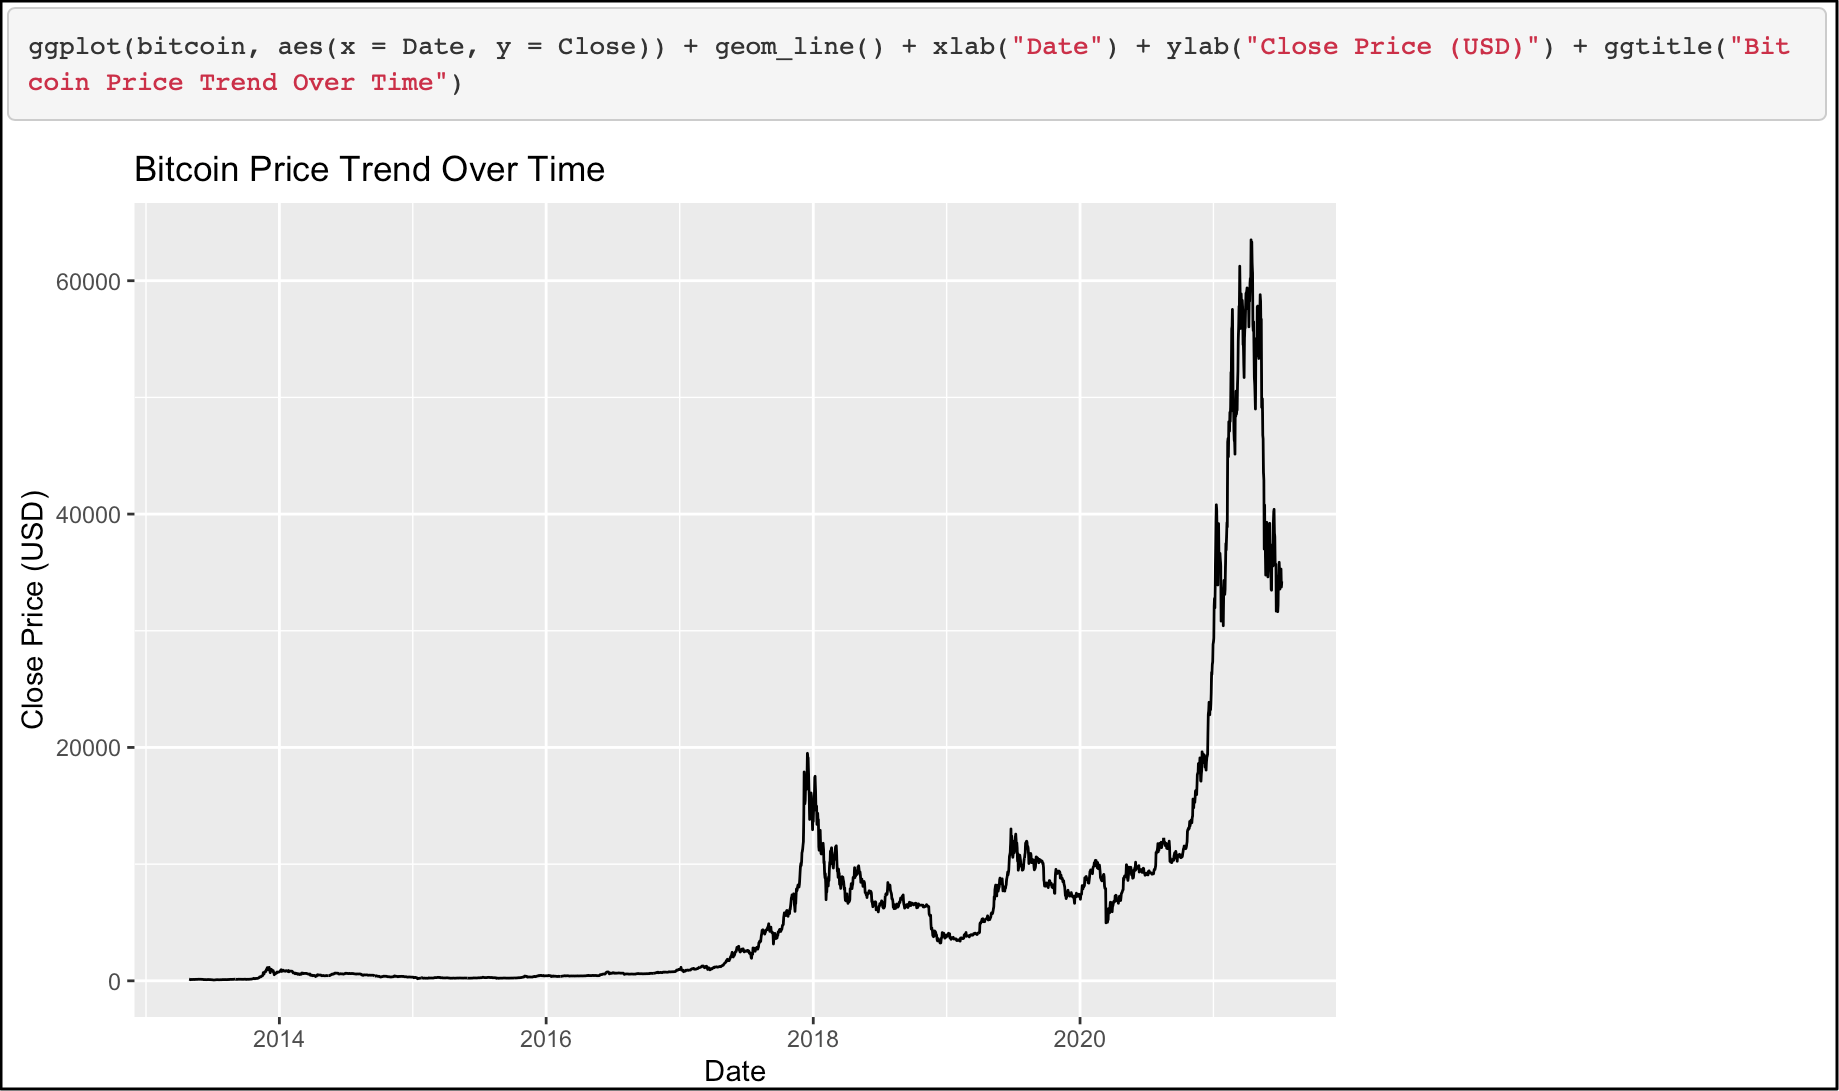 ggplot(bitcoin, aes(x = Date, y = Close)) + geom_line() + xlab("Date") + ylab("Close Price (USD)") + ggtitle("Bit
coin Price Trend Over Time")
Bitcoin Price Trend Over Time
Close Price (USD)
60000
40000
20000
0
2014 2016 2018 2020
Date